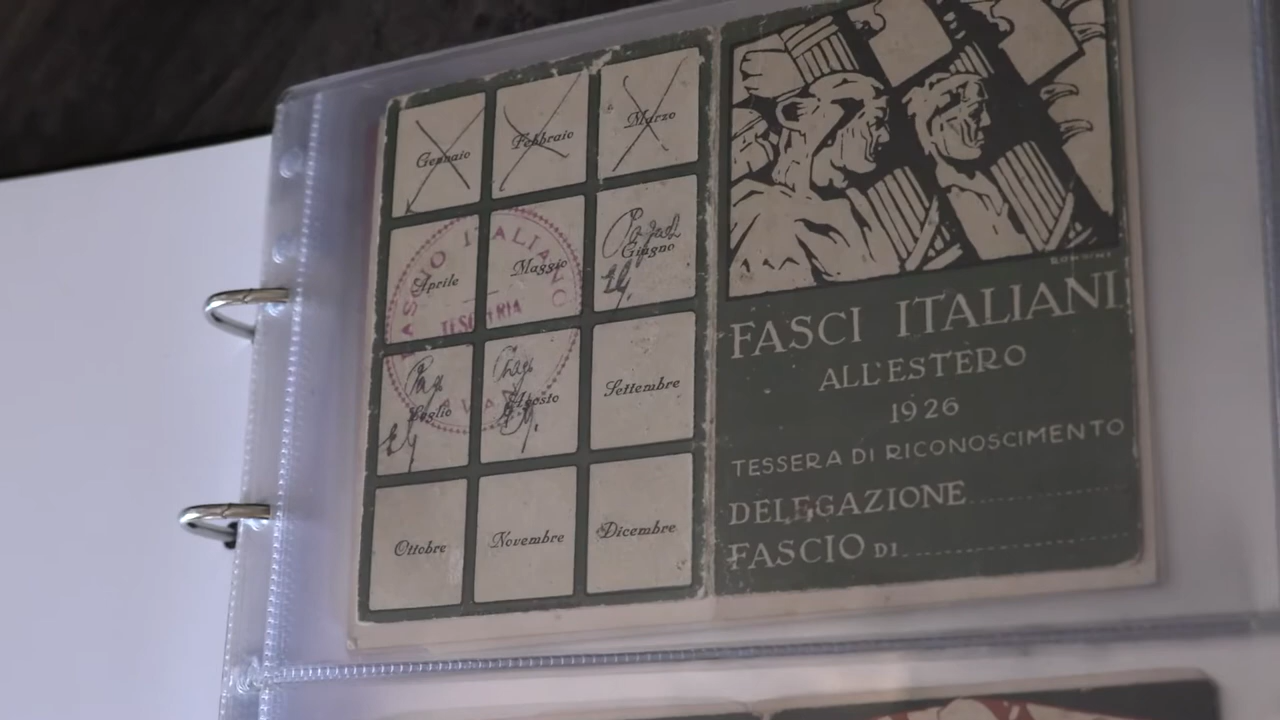 Gennaio
Febbraio
Marzo
Aprile
Maggio
Giugno
Luglio
Agosto
Settembre
Ottobre
Novembre
Dicembre
ITALIANO
FASCI ITALIANI
ALL'ESTERO
1926
TESSERA DI RICONOSCIMENTO
DELEGAZIONE
FASCIO DI